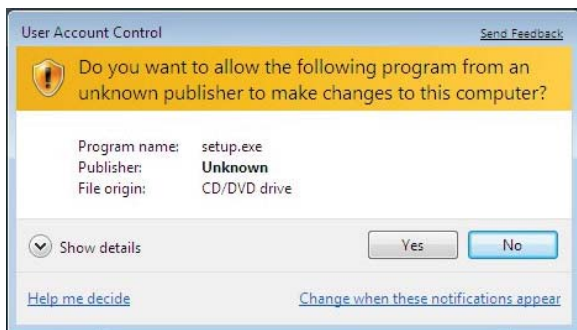 User Account Control
Send Feedback
Do you want to allow the following program from an
unknown publisher to make changes to this computer?
Program name: setup.exe
Publisher: Unknown
File origin: CD/DVD drive
Show details
Yes
No
Help me decide
Change when these notifications appear